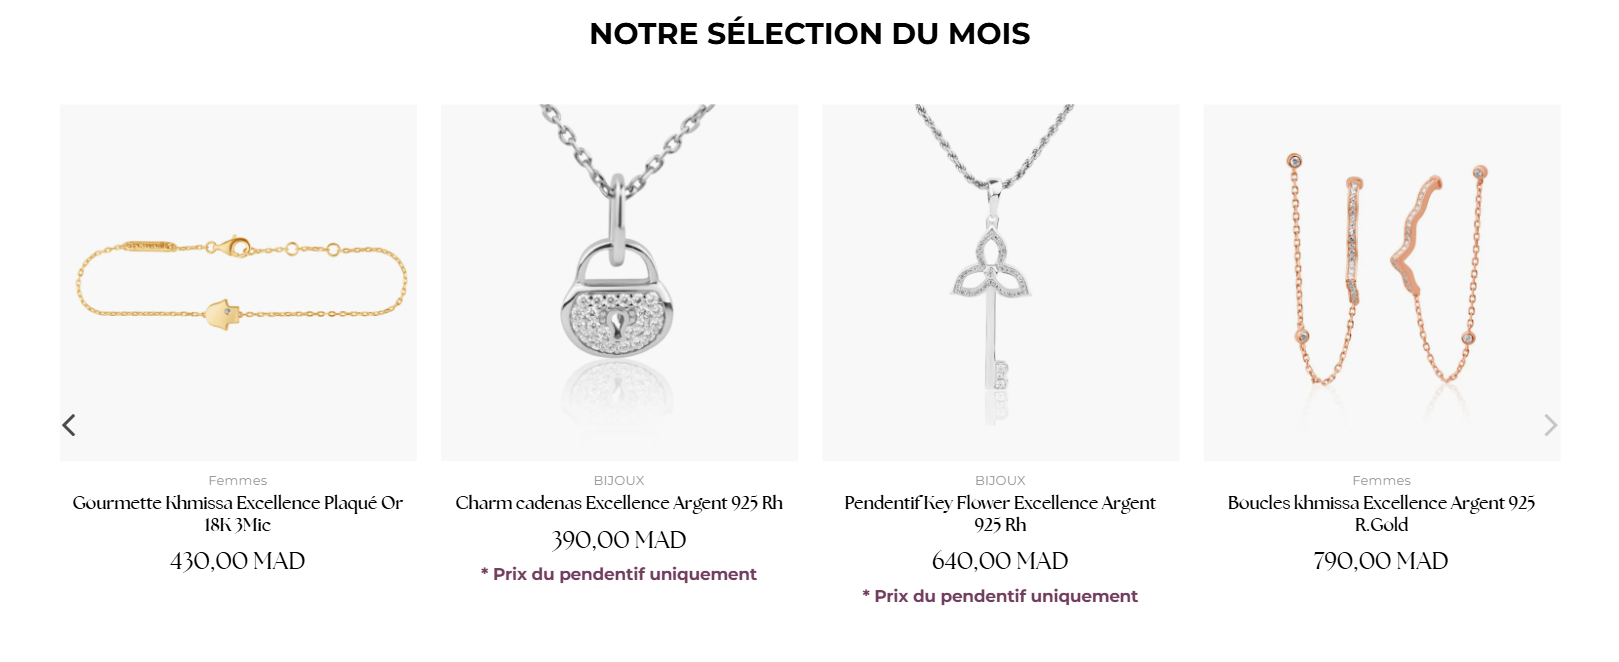 NOTRE SÉLECTION DU MOIS
Femmes
Gourmette Khmissa Excellence Plaqué Or
18K 3Mic
430,00 MAD
BIJOUX
Charm cadenas Excellence Argent 925 Rh
390,00 MAD
* Prix du pendentif uniquement
BIJOUX
Pendentif Key Flower Excellence Argent
925 Rh
640,00 MAD
* Prix du pendentif uniquement
Femmes
Boucles khmissa Excellence Argent 925
R.Gold
790,00 MAD